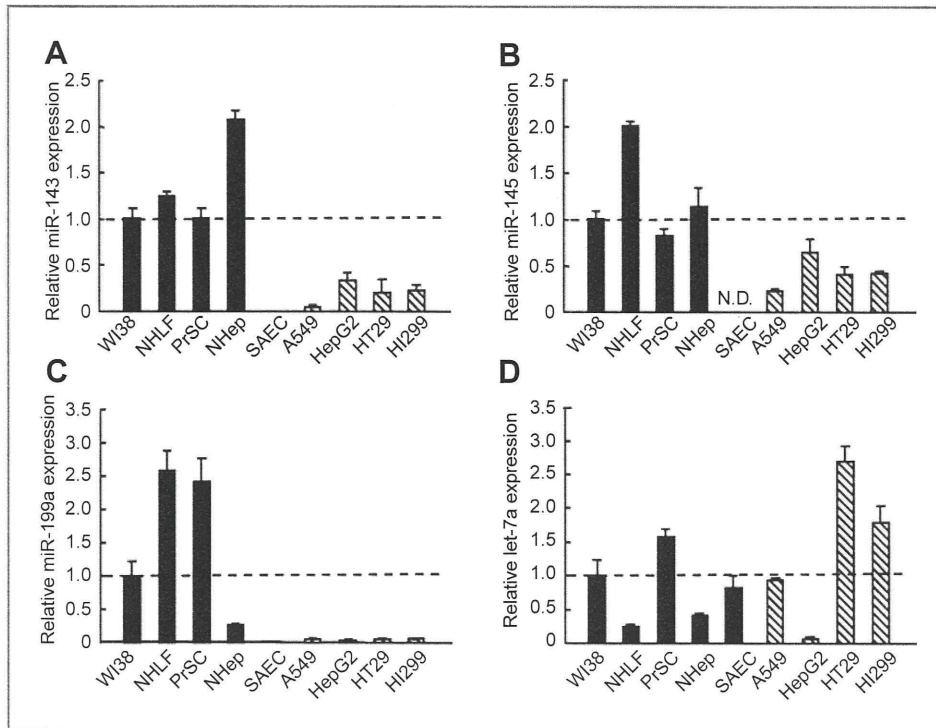 A
Relative miR-143 expression
2.5
2.0
1.5
1.0
0.5
0
WI38
NHLF
PrSC
NHep
SAEC
A549
HepG2
HT29
HI299
B
Relative miR-145 expression
2.5
2.0
1.5
1.0
0.5
0
N.D.
WI38
NHLF
PrSC
NHep
SAEC
A549
HepG2
HT29
HI299
C
Relative miR-199a expression
3.5
3.0
2.5
2.0
1.5
1.0
0.5
0
WI38
NHLF
PrSC
NHep
SAEC
A549
HepG2
HT29
HI299
D
Relative let-7a expression
3.5
3.0
2.5
2.0
1.5
1.0
0.5
0
WI38
NHLF
PrSC
NHep
SAEC
A549
HepG2
HT29
HI299